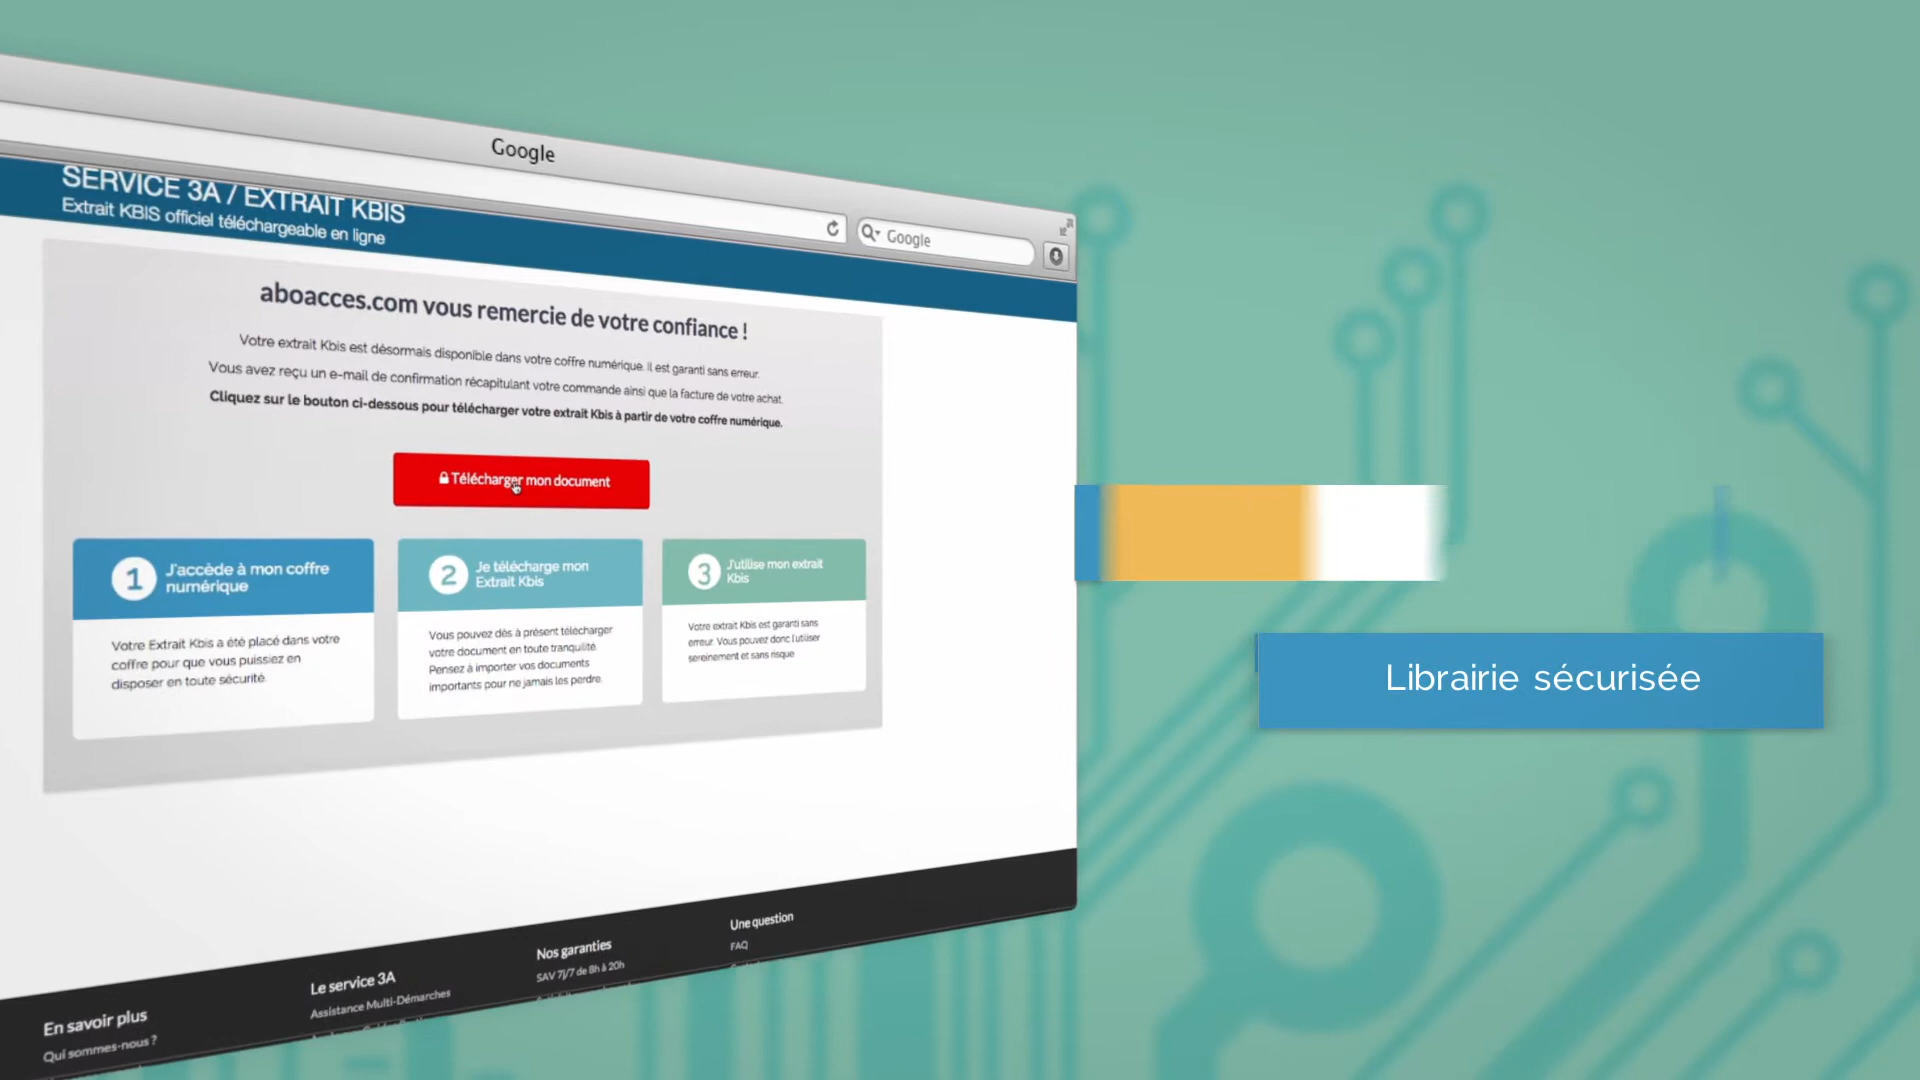 Google
Google
SERVICE 3A / EXTRAIT KBIS
Extrait KBIS officiel téléchargeable en ligne
aboacces.com vous remercie de votre confiance !
Votre extrait Kbis est désormais disponible dans votre coffre numérique. Il est garanti sans erreur.
Vous avez reçu un e-mail de confirmation récapitulant votre commande ainsi que la facture de votre achat.
Cliquez sur le bouton ci-dessous pour télécharger votre extrait Kbis à partir de votre coffre numérique.
Télécharger mon document
1
J'accède à mon coffre
numérique
Votre Extrait Kbis a été placé dans votre
coffre pour que vous puissiez en
disposer en toute sécurité.
2
Je télécharge mon
Extrait Kbis
Vous pouvez dès à présent télécharger
votre document en toute tranquilité.
Pensez à importer vos documents
importants pour ne jamais les perdre.
3
J'utilise mon extrait
Kbis
Votre extrait Kbis est garanti sans
erreur. Vous pouvez donc l'utiliser
sereinement et sans risque
Librairie sécurisée
En savoir plus
Qui sommes-nous ?
Le service 3A
Assistance Multi-Démarches
Nos garanties
SAV 7j/7 de 8h à 20h
Une question
FAQ